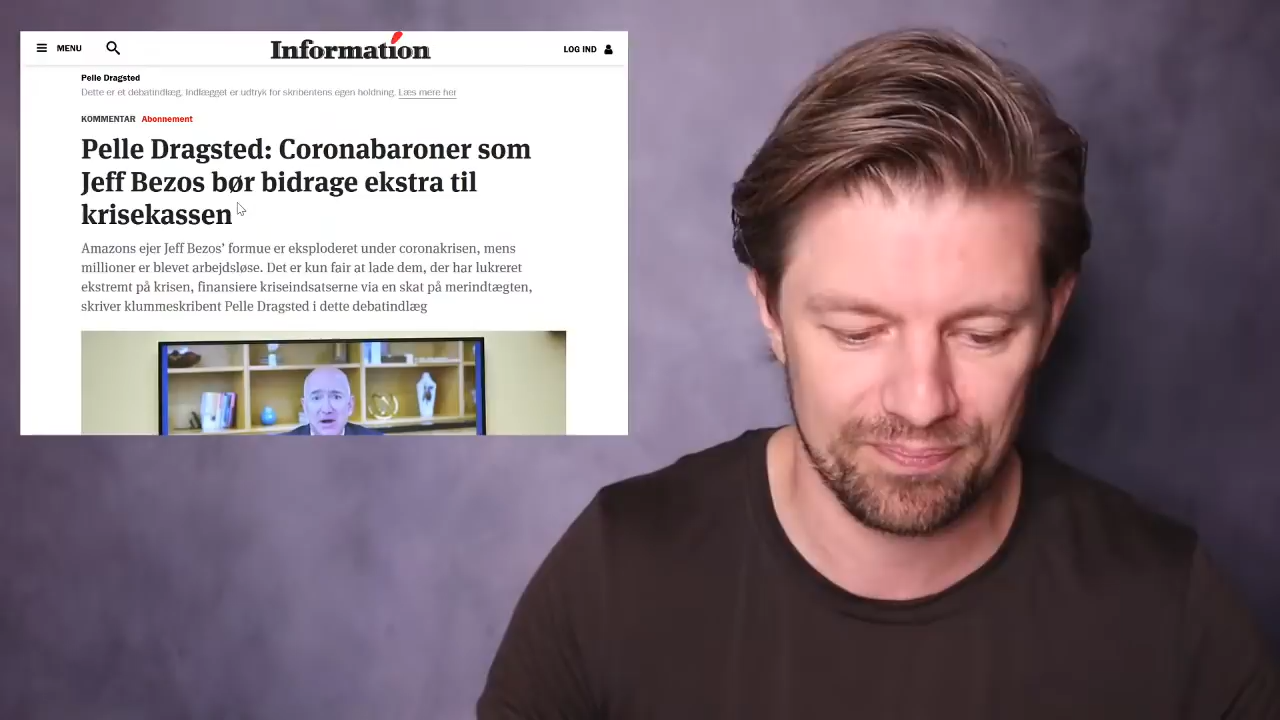 MENU
Information
LOG IND
Pelle Dragsted
Dette er et debatindlæg. Indlægget er udtryk for skribentens egen holdning. Læs mere her
KOMMENTAR Abonnement
Pelle Dragsted: Coronabaroner som
Jeff Bezos bør bidrage ekstra til
krisekassen
Amazons ejer Jeff Bezos’ formue er eksploderet under coronakrisen, mens
millioner er blevet arbejdsløse. Det er kun fair at lade dem, der har lukreret
ekstremt på krisen, finansiere kriseindsatserne via en skat på merindtægten,
skriver klummeskribent Pelle Dragsted i dette debatindlæg